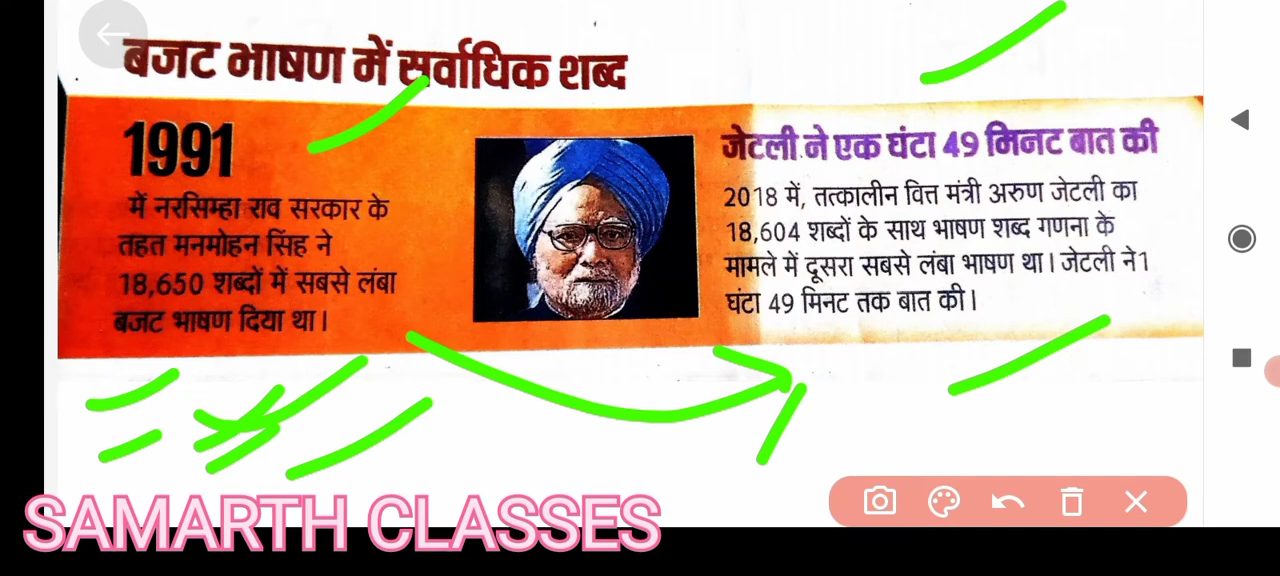 बजट भाषण में सर्वाधिक शब्द
1991
में नरसिम्हा राव सरकार के
तहत मनमोहन सिंह ने
18,650 शब्दों में सबसे लंबा
बजट भाषण दिया था।
जेटली ने एक घंटा 49 मिनट बात की
2018 में, तत्कालीन वित्त मंत्री अरुण जेटली का
18,604 शब्दों के साथ भाषण शब्द गणना के
मामले में दूसरा सबसे लंबा भाषण था। जेटली ने1
घंटा 49 मिनट तक बात की।
SAMARTH CLASSES